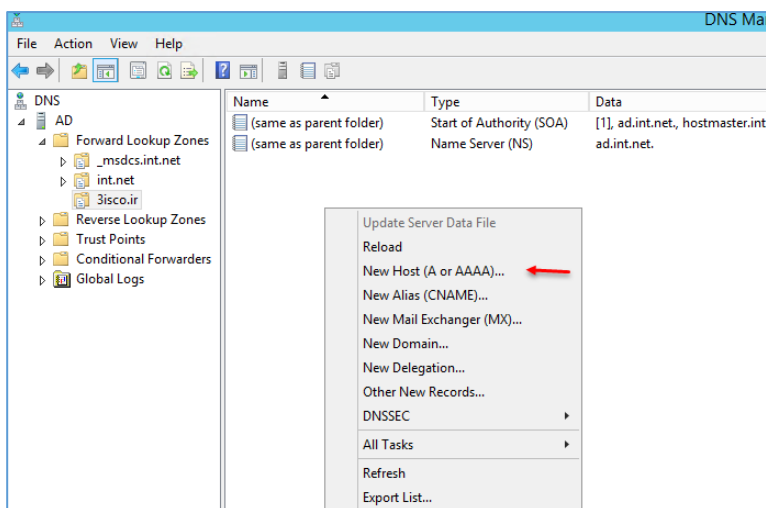 DNS Mar
File Action View Help
DNS
AD
Forward Lookup Zones
_msdcs.int.net
int.net
3isco.ir
Reverse Lookup Zones
Trust Points
Conditional Forwarders
Global Logs
Name Type Data
(same as parent folder) Start of Authority (SOA) [1], ad.int.net., hostmaster.int
(same as parent folder) Name Server (NS) ad.int.net.
Update Server Data File
Reload
New Host (A or AAAA)...
New Alias (CNAME)...
New Mail Exchanger (MX)...
New Domain...
New Delegation...
Other New Records...
DNSSEC
All Tasks
Refresh
Export List...